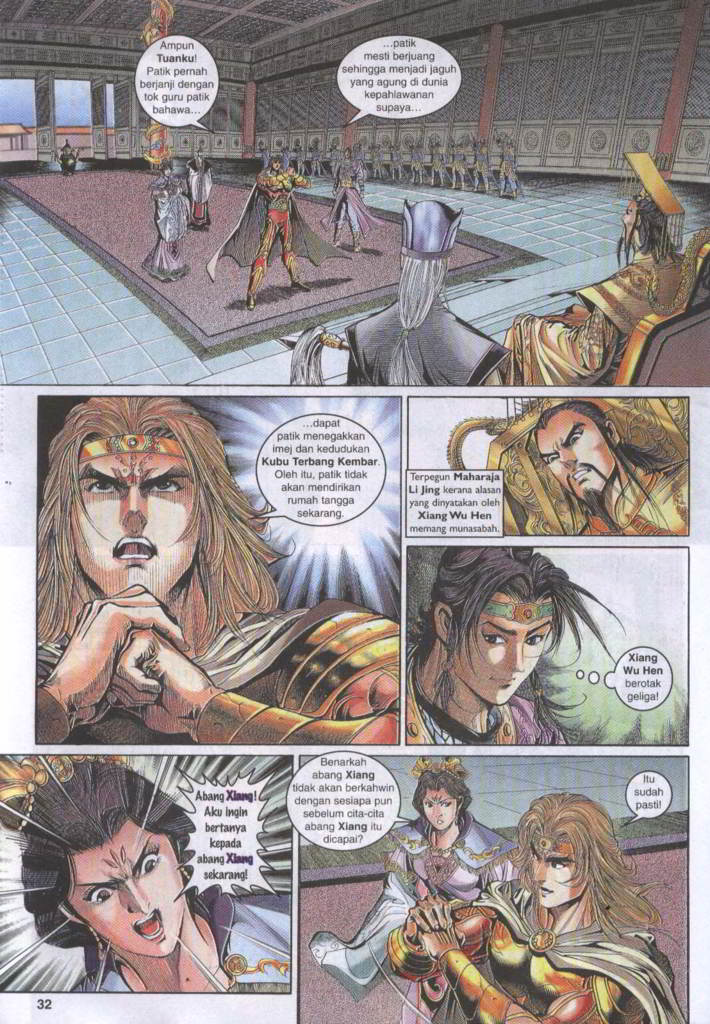 Ampun
Tuanku!
Patik pernah
berjanji dengan
tok guru patik
bahawa...
...patik
mesti berjuang
sehingga menjadi jaguh
yang agung di dunia
kepahlawanan
supaya...
...dapat
patik menegakkan
imej dan kedudukan
Kubu Terbang Kembar.
Oleh itu, patik tidak
akan mendirikan
rumah tangga
sekarang.
Terpegun Maharaja
Li Jing kerana alasan
yang dinyatakan oleh
Xiang Wu Hen
memang munasabah.
Xiang
Wu Hen
berotak
geliga!
Abang Xiang!
Aku ingin
bertanya
kepada
abang Xiang
sekarang!
Benarkah
abang Xiang
tidak akan berkahwin
dengan sesiapa pun
sebelum cita-cita
abang Xiang itu
dicapai?
Itu
sudah
pasti!
32